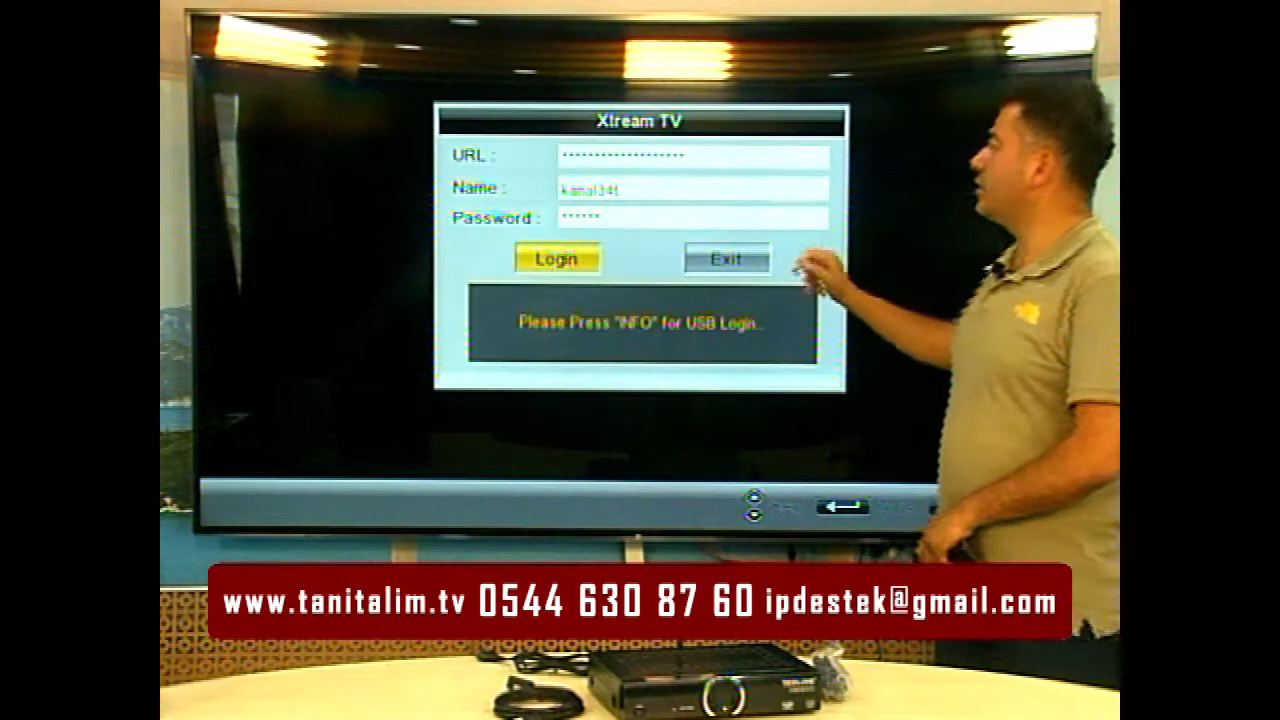 Xtream TV
URL : *******************
Name : kanal34t
Password : ******
Login Exit
Please Press "INFO" for USB Login..
www.tanitalim.tv 0544 630 87 60 ipdestek@gmail.com